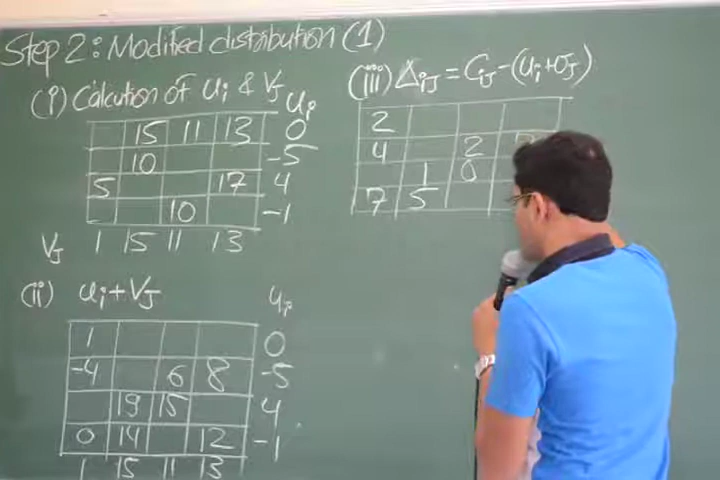 Step 2: Modified distribution (1)
(i) Calcution of ui & VJ
ui
15 11 13 0
10 -5
5 17 4
10 -1
VJ 1 15 11 13
(ii) ui+VJ
ui
1 0
-4 6 8 -5
19 15 4
0 14 12 -1
1 15 11 13
(iii) ΔiJ = CiJ-(ui+vJ)
2
4 2
1 0
7 5